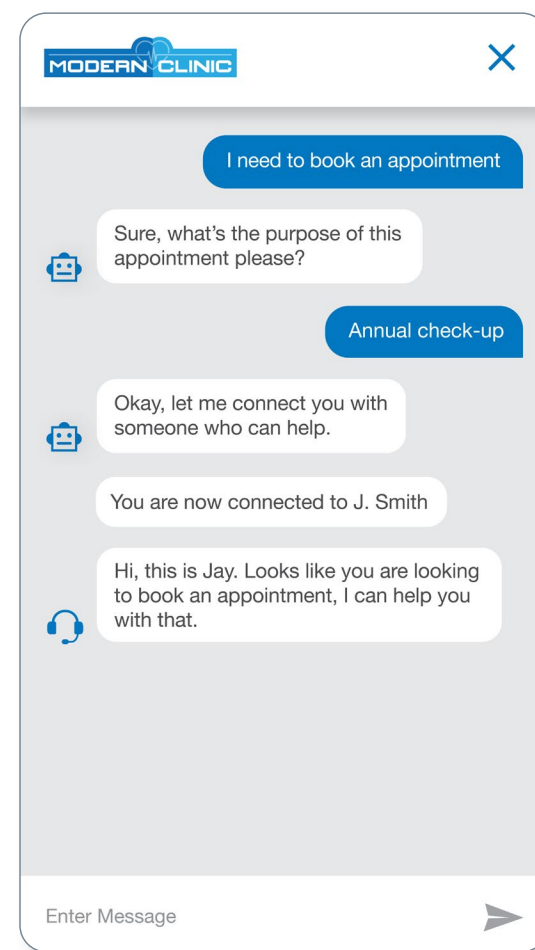 MODERN CLINIC
I need to book an appointment
Sure, what’s the purpose of this
appointment please?
Annual check-up
Okay, let me connect you with
someone who can help.
You are now connected to J. Smith
Hi, this is Jay. Looks like you are looking
to book an appointment, I can help you
with that.
Enter Message